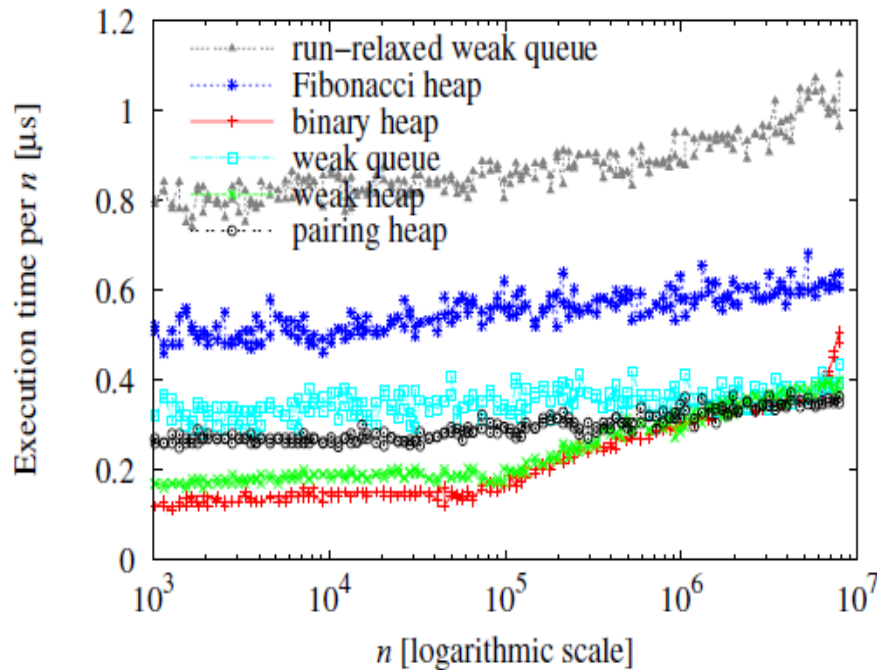 1.2
run-relaxed weak queue
Fibonacci heap
1
binary heap
weak queue
0.8
weak heap
pairing heap
0.6
0.4
0.2
0
Execution time per n [µs]
10³ 10⁴ 10⁵ 10⁶ 10⁷
n [logarithmic scale]